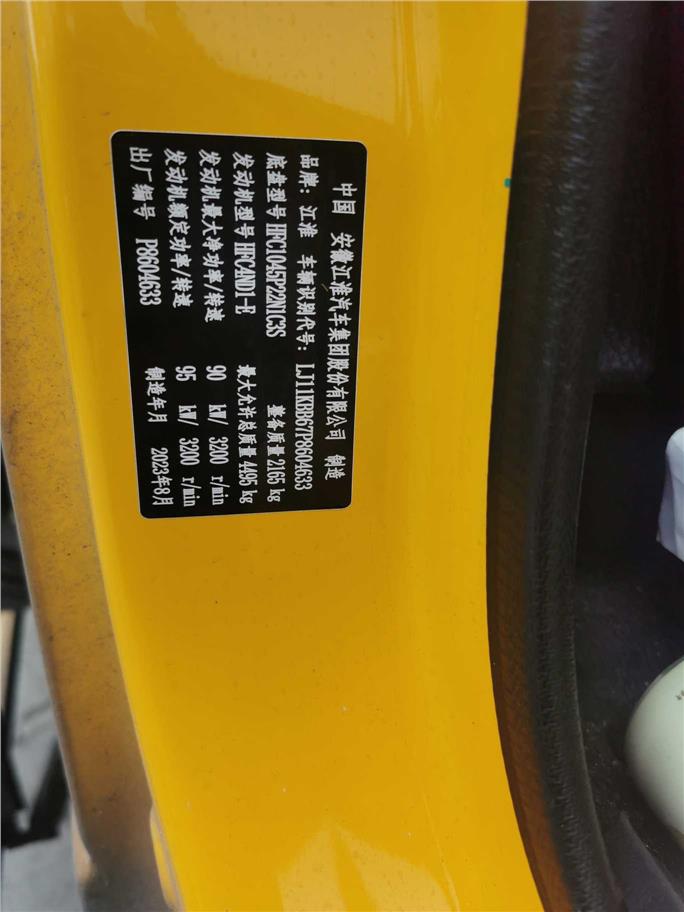 中国 安徽江淮汽车集团股份有限公司 制造
品牌：江淮 车辆识别代号：LJ11KBB67P8604633
底盘型号 HFC1045P22N1C3S 整备质量 2165 kg
发动机型号 HFC4ND1-E 最大允许总质量 4495 kg
发动机最大净功率/转速 90 kW/ 3200 r/min
发动机额定功率/转速 95 kW/ 3200 r/min
出厂编号 P8604633 制造年月 2023年8月